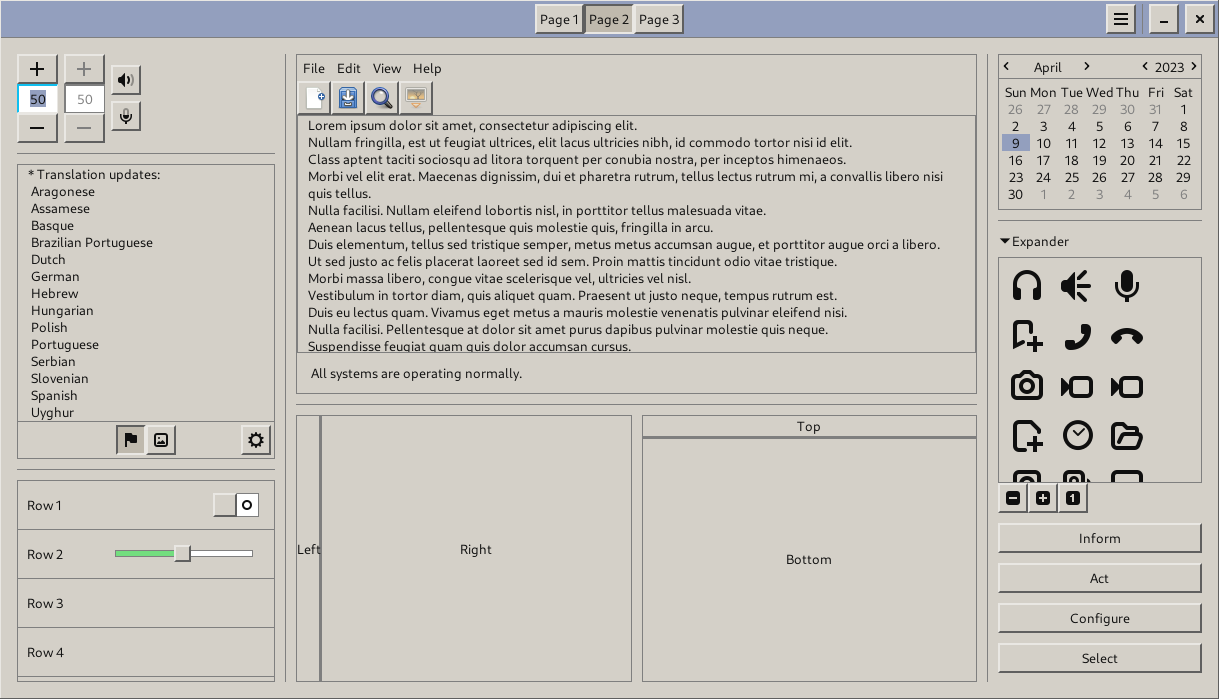 Page 1 Page 2 Page 3
50 50
* Translation updates:
Aragonese
Assamese
Basque
Brazilian Portuguese
Dutch
German
Hebrew
Hungarian
Polish
Portuguese
Serbian
Slovenian
Spanish
Uyghur
Row 1
Row 2
Row 3
Row 4
File Edit View Help
Lorem ipsum dolor sit amet, consectetur adipiscing elit.
Nullam fringilla, est ut feugiat ultrices, elit lacus ultricies nibh, id commodo tortor nisi id elit.
Class aptent taciti sociosqu ad litora torquent per conubia nostra, per inceptos himenaeos.
Morbi vel elit erat. Maecenas dignissim, dui et pharetra rutrum, tellus lectus rutrum mi, a convallis libero nisi
quis tellus.
Nulla facilisi. Nullam eleifend lobortis nisl, in porttitor tellus malesuada vitae.
Aenean lacus tellus, pellentesque quis molestie quis, fringilla in arcu.
Duis elementum, tellus sed tristique semper, metus metus accumsan augue, et porttitor augue orci a libero.
Ut sed justo ac felis placerat laoreet sed id sem. Proin mattis tincidunt odio vitae tristique.
Morbi massa libero, congue vitae scelerisque vel, ultricies vel nisl.
Vestibulum in tortor diam, quis aliquet quam. Praesent ut justo neque, tempus rutrum est.
Duis eu lectus quam. Vivamus eget metus a mauris molestie venenatis pulvinar eleifend nisi.
Nulla facilisi. Pellentesque at dolor sit amet purus dapibus pulvinar molestie quis neque.
Suspendisse feugiat quam quis dolor accumsan cursus.
All systems are operating normally.
Left
Right
Top
Bottom
April 2023
Sun Mon Tue Wed Thu Fri Sat
26 27 28 29 30 31 1
2 3 4 5 6 7 8
9 10 11 12 13 14 15
16 17 18 19 20 21 22
23 24 25 26 27 28 29
30 1 2 3 4 5 6
Expander
1
Inform
Act
Configure
Select